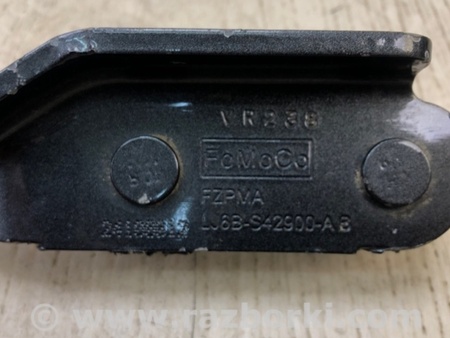 VR238
FoMoCo
FZPMA
LJ6B-S42900-AB
www.razborki.com